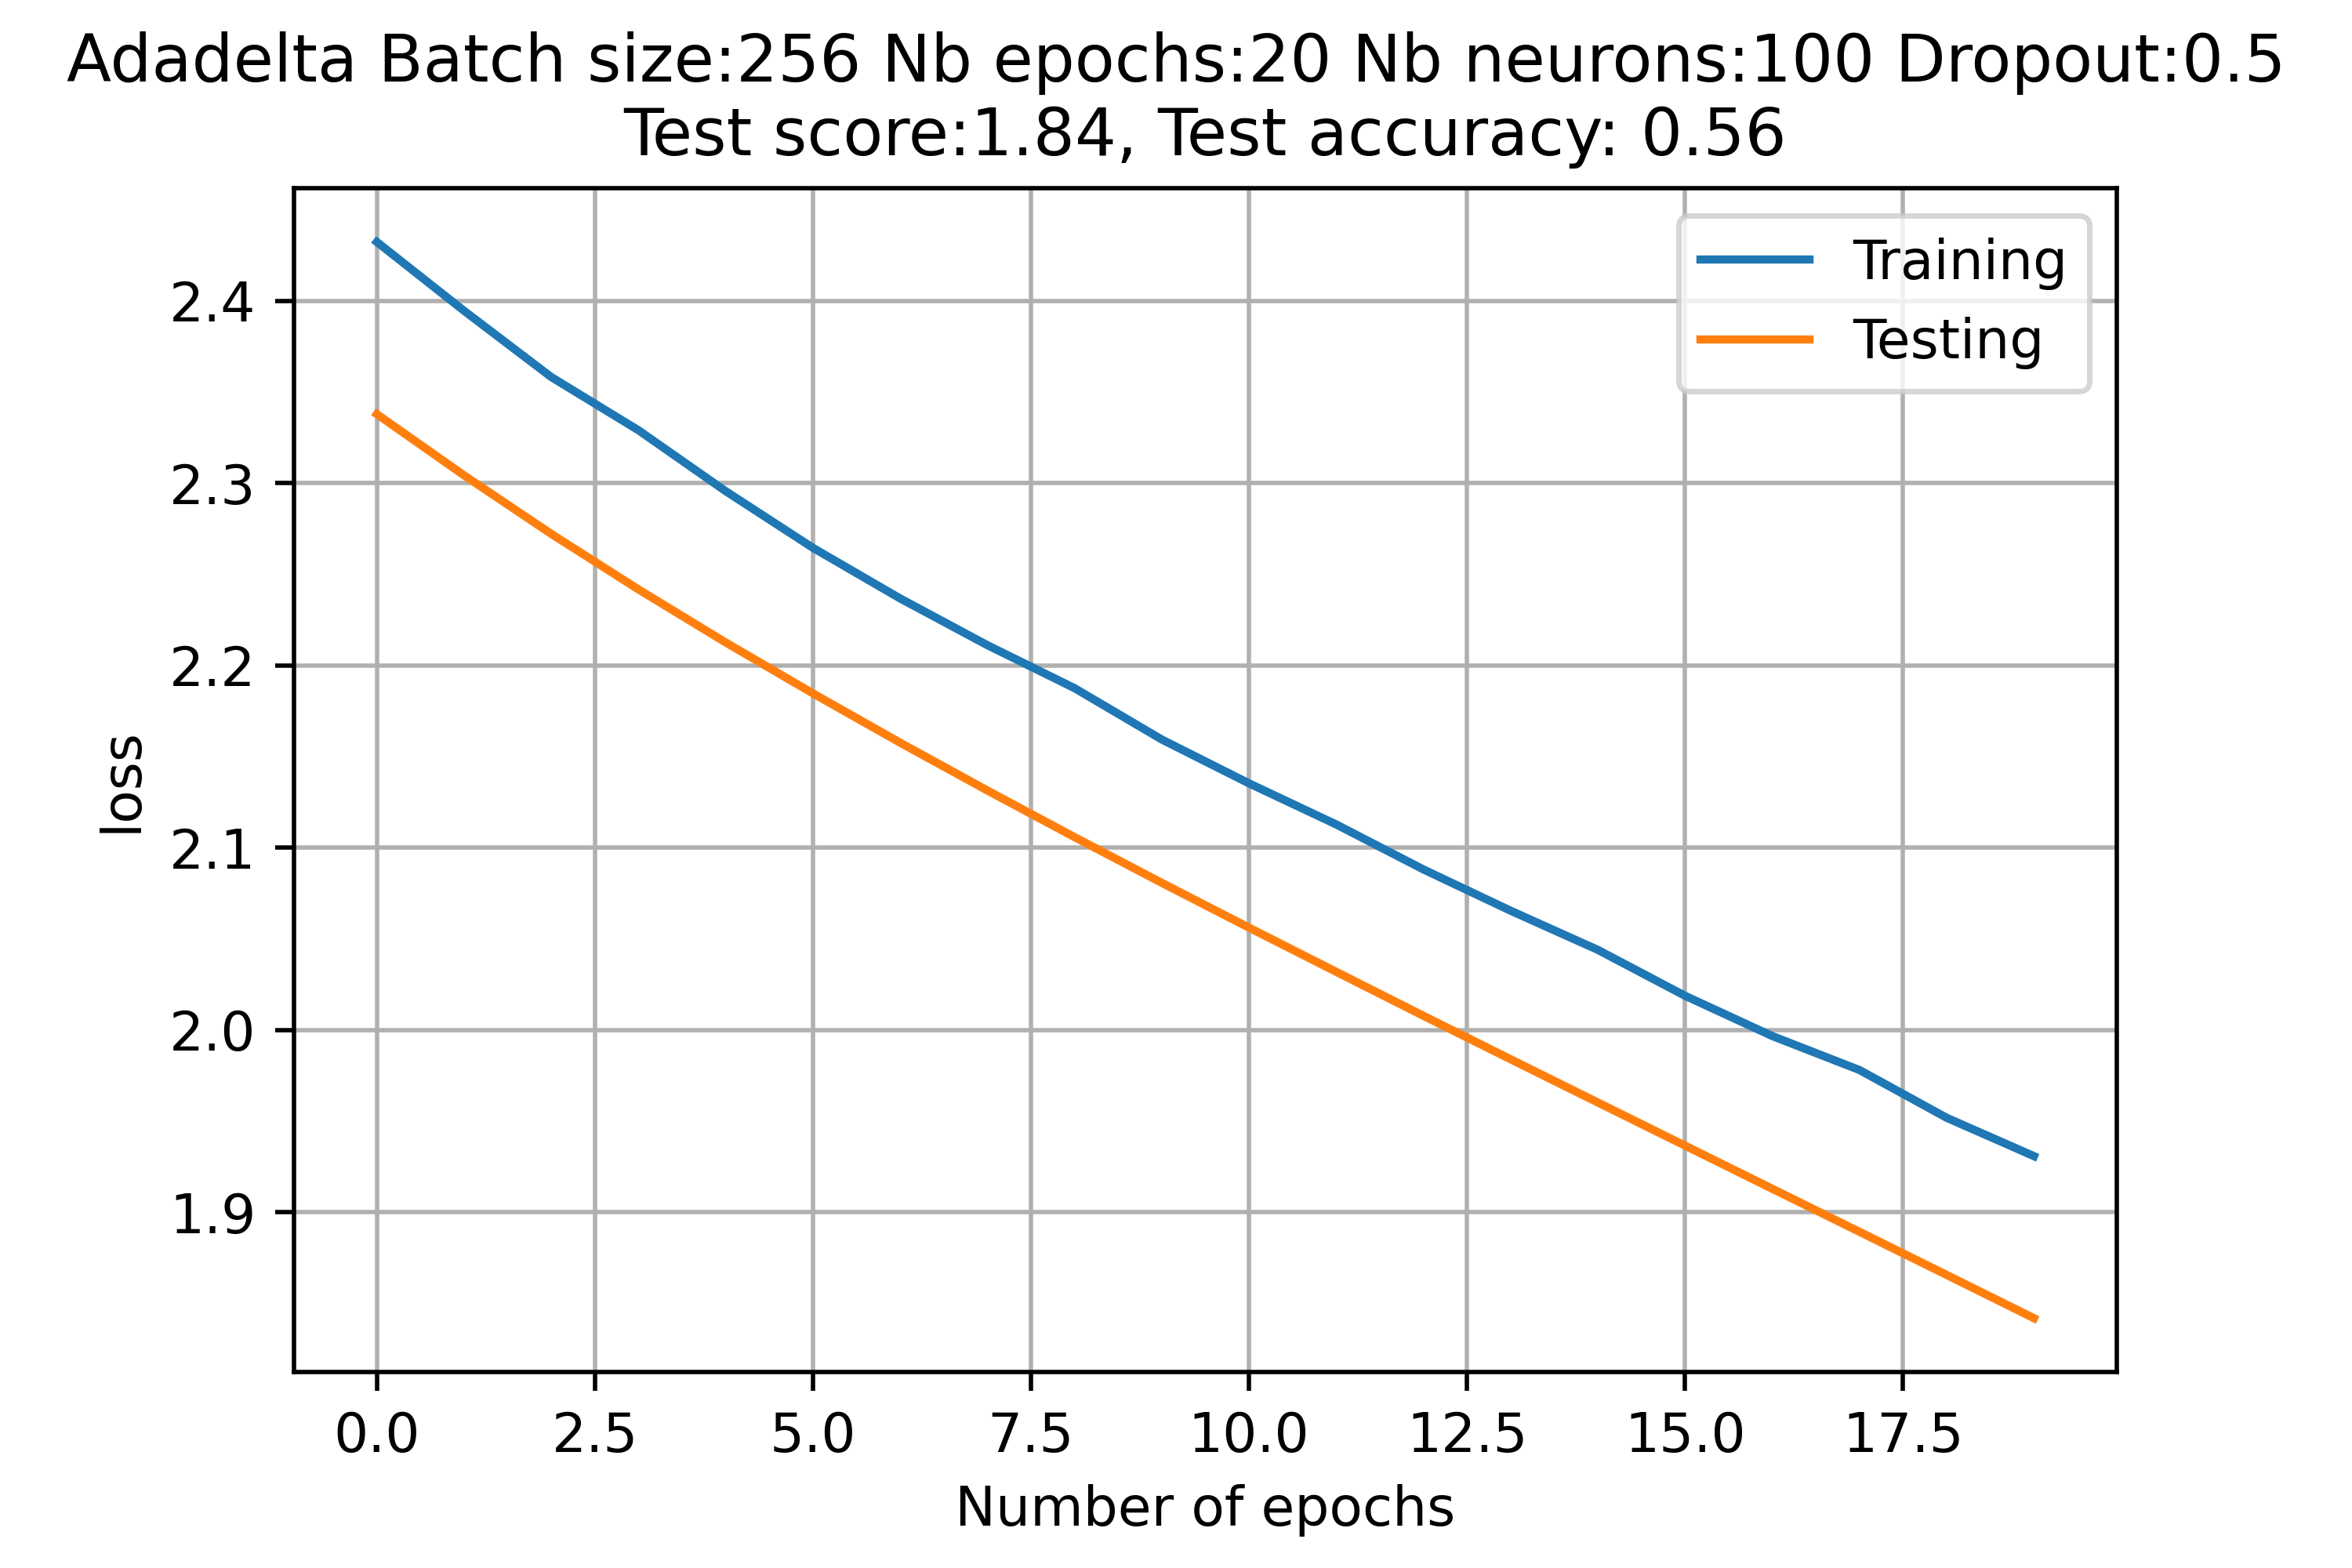 Adadelta Batch size:256 Nb epochs:20 Nb neurons:100 Dropout:0.5
Test score:1.84, Test accuracy: 0.56
Training
Testing
2.4
2.3
2.2
2.1
2.0
1.9
loss
0.0 2.5 5.0 7.5 10.0 12.5 15.0 17.5
Number of epochs